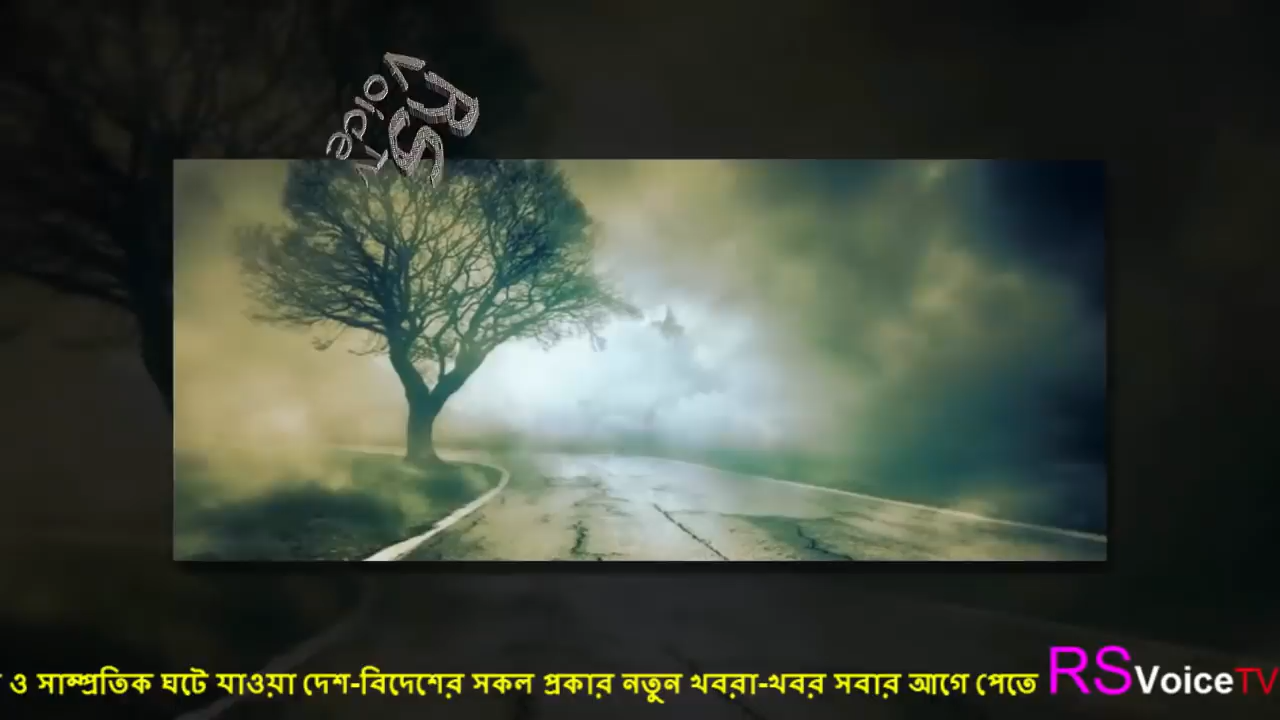 RS
Voice
ও সাম্প্রতিক ঘটে যাওয়া দেশ-বিদেশের সকল প্রকার নতুন খবরা-খবর সবার আগে পেতে RSVoiceTV